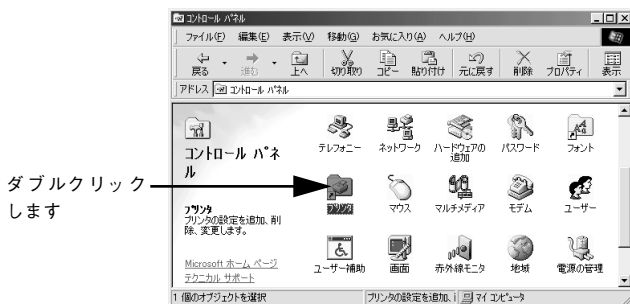 コントロール パネル
ファイル(F) 編集(E) 表示(V) 移動(G) お気に入り(A) ヘルプ(H)
戻る 進む 上へ 切り取り コピー 貼り付け 元に戻す 削除 プロパティ 表示
アドレス コントロール パネル
コントロール パネ
ル
プリンタ
プリンタの設定を追加、削
除、変更します。
Microsoft ホーム ページ
テクニカル サポート
テレフォニー ネットワーク ハードウェアの
追加 パスワード フォント
プリンタ マウス マルチメディア モデム ユーザー
ユーザー補助 画面 赤外線モニタ 地域 電源の管理
ダブルクリック
します
1 個のオブジェクトを選択 プリンタの設定を追加、i マイ コンピュータ